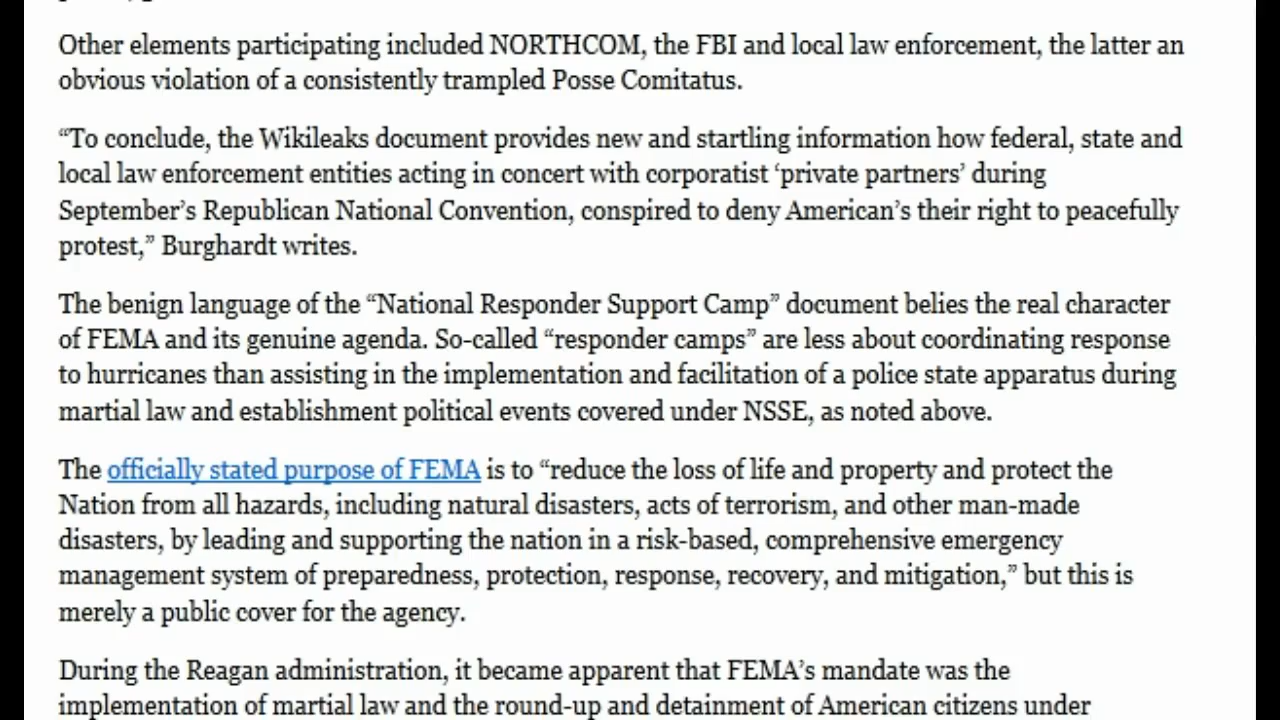 Other elements participating included NORTHCOM, the FBI and local law enforcement, the latter an
obvious violation of a consistently trampled Posse Comitatus.
“To conclude, the Wikileaks document provides new and startling information how federal, state and
local law enforcement entities acting in concert with corporatist ‘private partners’ during
September’s Republican National Convention, conspired to deny American’s their right to peacefully
protest,” Burghardt writes.
The benign language of the “National Responder Support Camp” document belies the real character
of FEMA and its genuine agenda. So-called “responder camps” are less about coordinating response
to hurricanes than assisting in the implementation and facilitation of a police state apparatus during
martial law and establishment political events covered under NSSE, as noted above.
The officially stated purpose of FEMA is to “reduce the loss of life and property and protect the
Nation from all hazards, including natural disasters, acts of terrorism, and other man-made
disasters, by leading and supporting the nation in a risk-based, comprehensive emergency
management system of preparedness, protection, response, recovery, and mitigation,” but this is
merely a public cover for the agency.
During the Reagan administration, it became apparent that FEMA’s mandate was the
implementation of martial law and the round-up and detainment of American citizens under